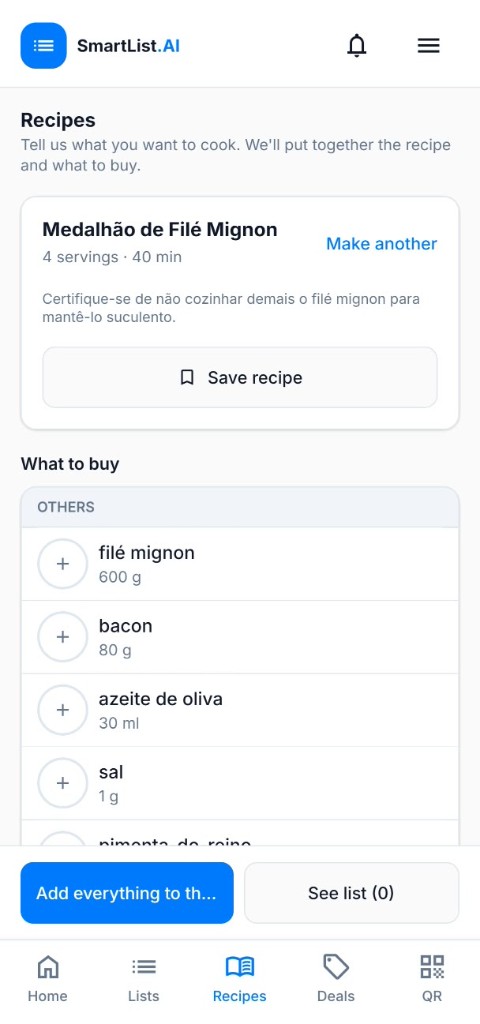 SmartList.AI
Recipes
Tell us what you want to cook. We'll put together the recipe
and what to buy.
Medalhão de Filé Mignon
4 servings · 40 min
Make another
Certifique-se de não cozinhar demais o filé mignon para
mantê-lo suculento.
Save recipe
What to buy
OTHERS
filé mignon
600 g
bacon
80 g
azeite de oliva
30 ml
sal
1 g
pimenta-do-reino
Add everything to th...
See list (0)
Home
Lists
Recipes
Deals
QR